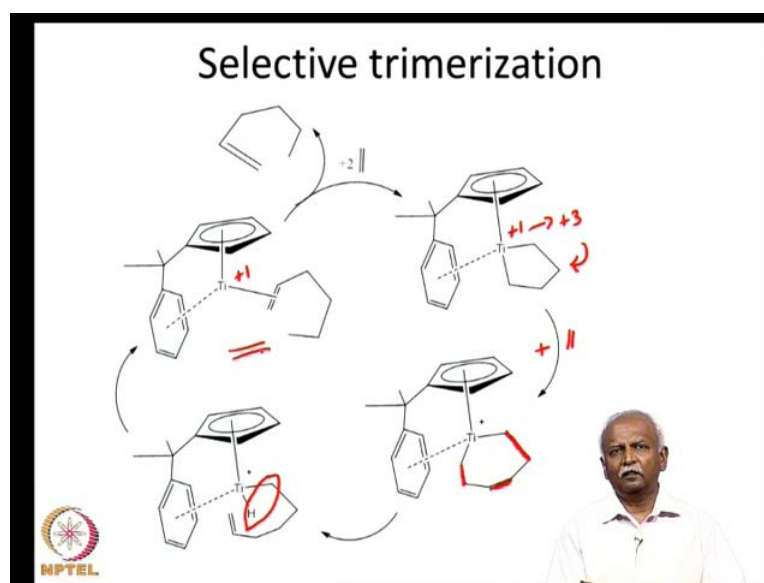 Selective trimerization
+2
+1 → +3
Ti
+1
Ti
+
+
Ti
+
Ti
H
NPTEL